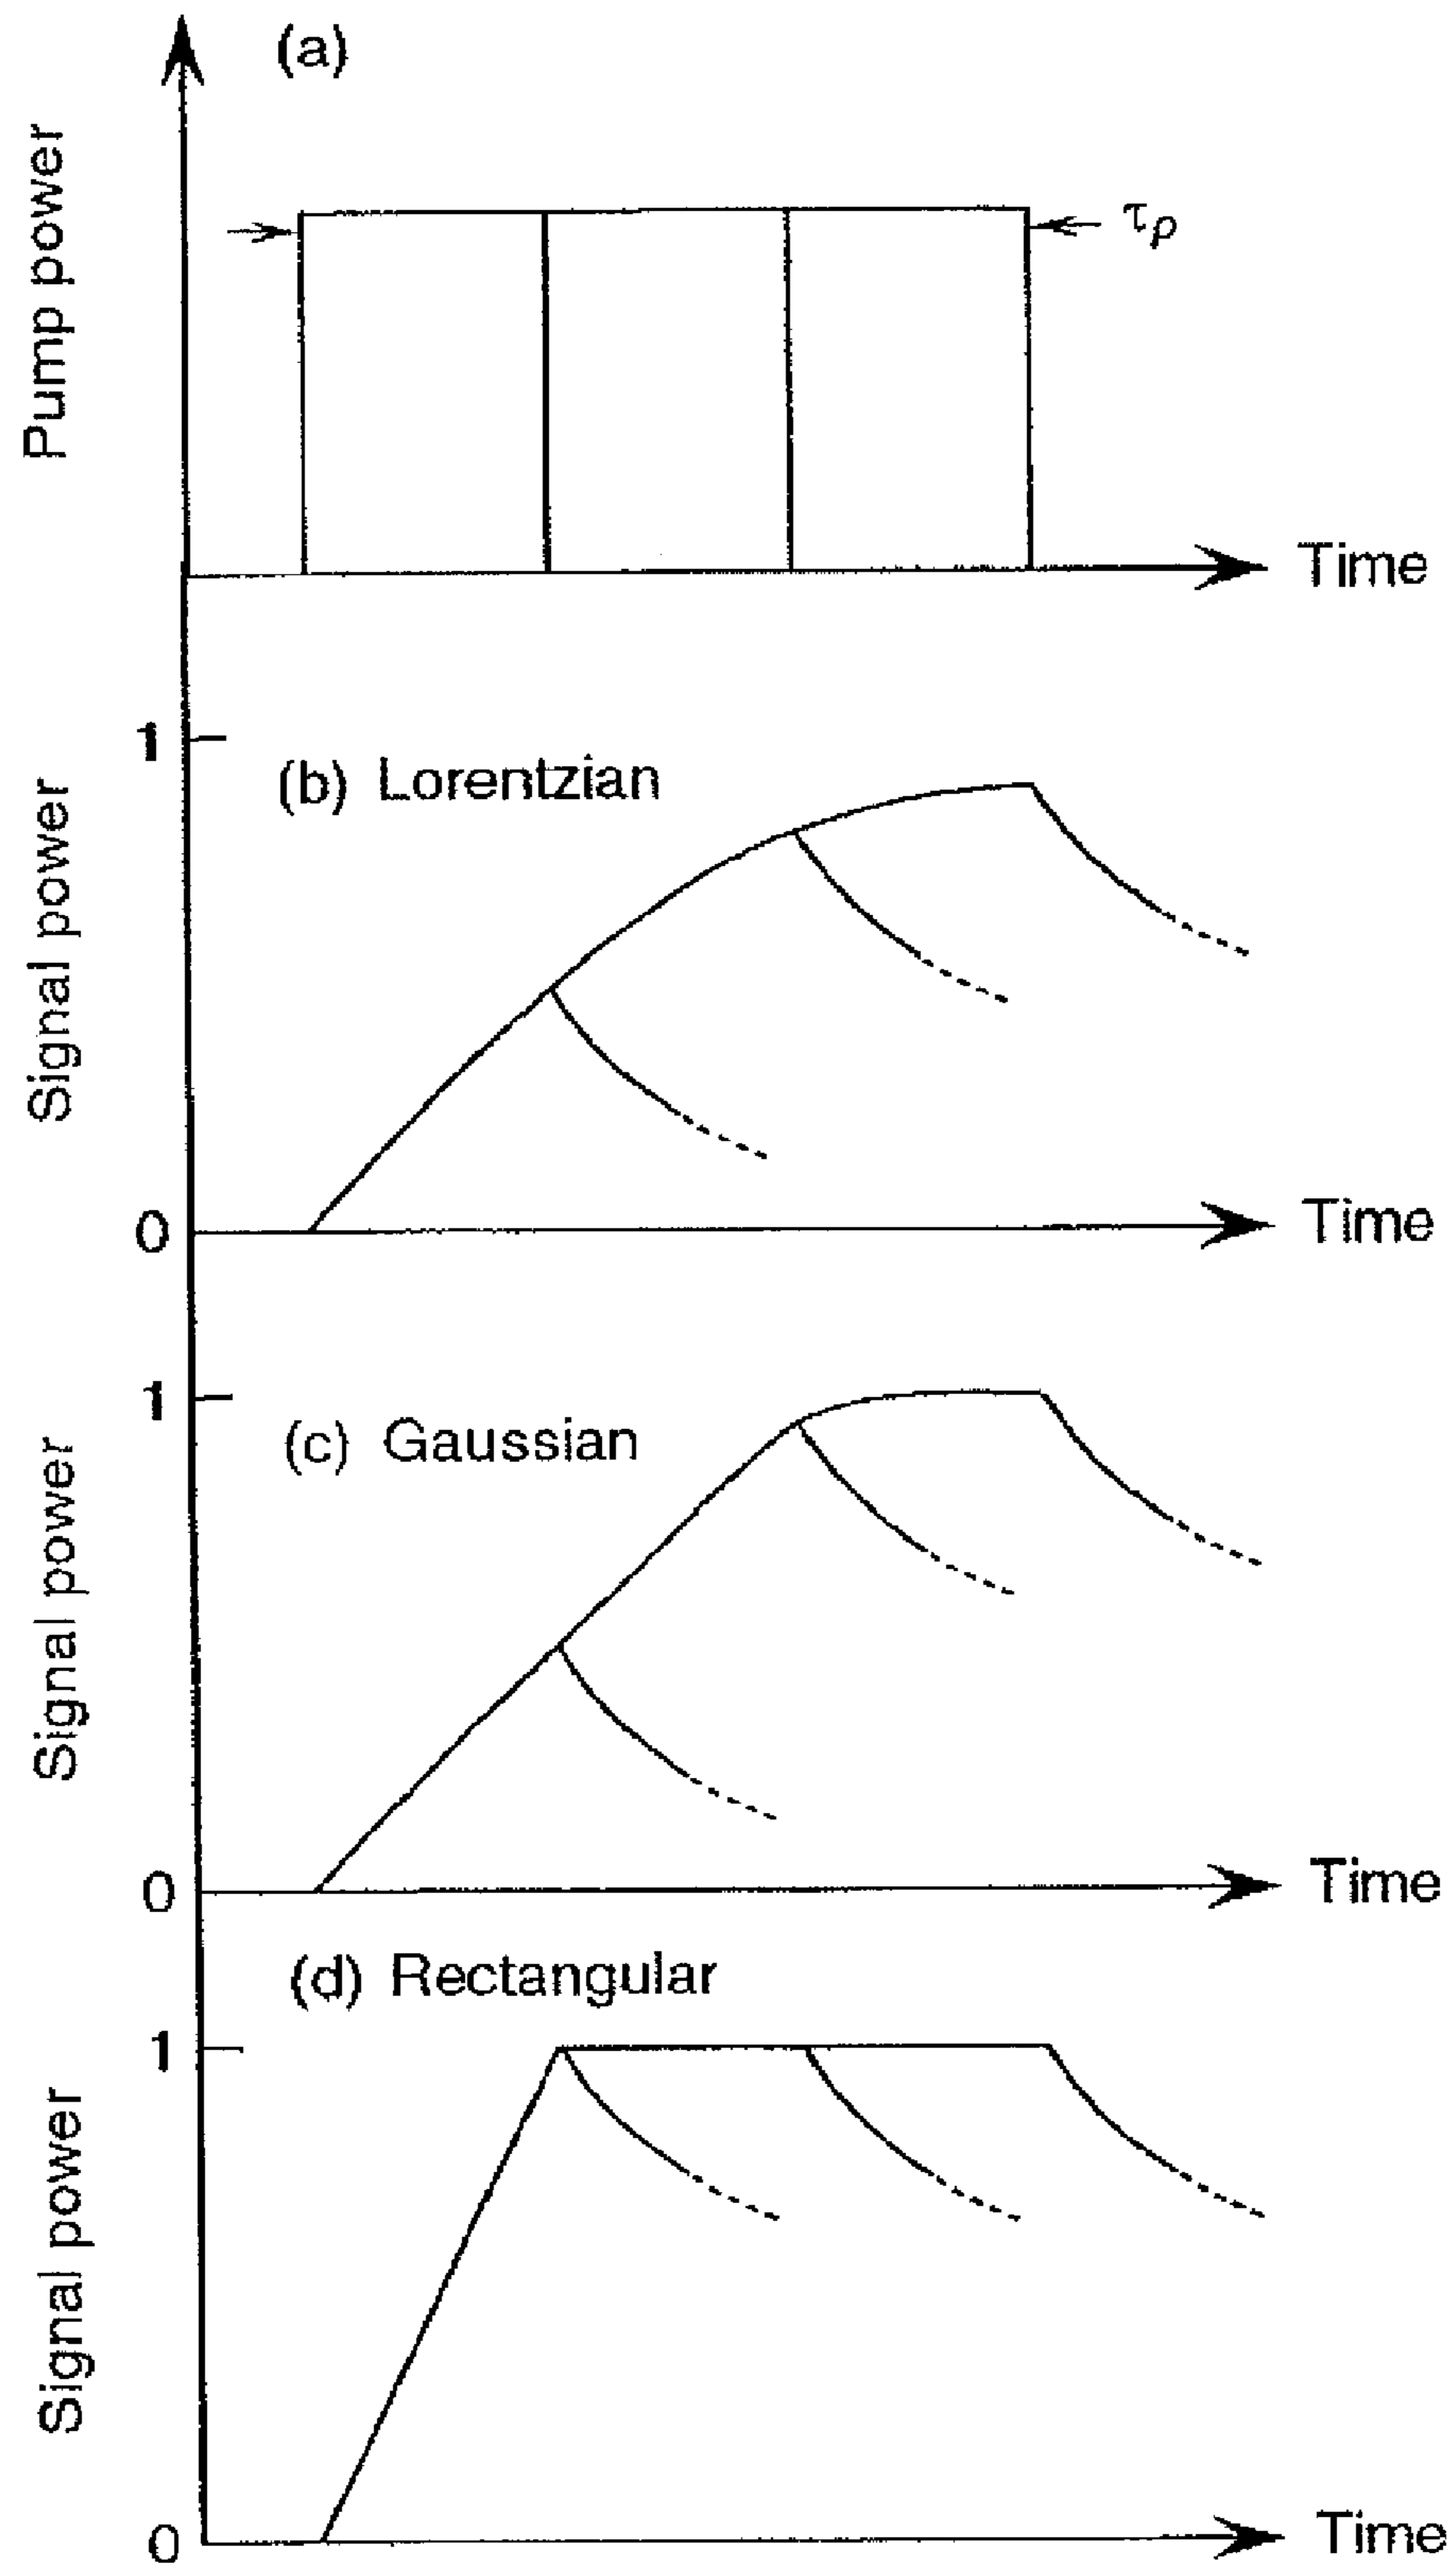 (a)
Pump power
τp
Time
1
(b) Lorentzian
Signal power
0
Time
1
(c) Gaussian
Signal power
0
Time
(d) Rectangular
1
Signal power
0
Time